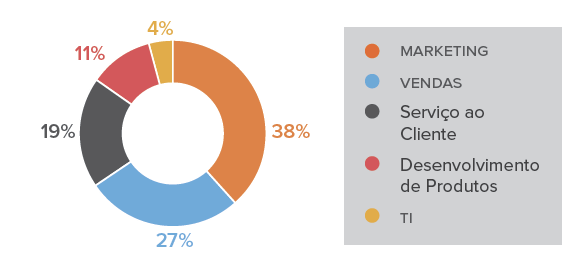 4%
11%
19%
38%
27%
MARKETING
VENDAS
Serviço ao
Cliente
Desenvolvimento
de Produtos
TI